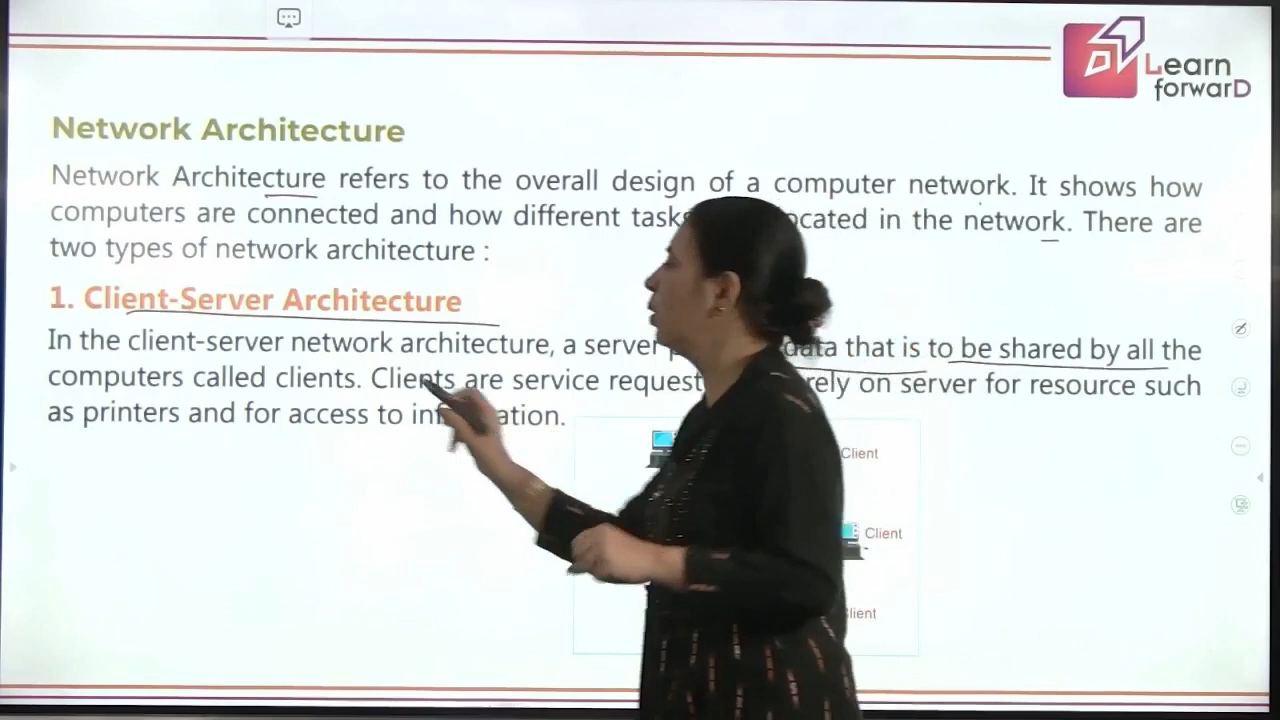 Learn
forwarD
Network Architecture
Network Architecture refers to the overall design of a computer network. It shows how
computers are connected and how different tasks located in the network. There are
two types of network architecture :
1. Client-Server Architecture
In the client-server network architecture, a server data that is to be shared by all the
computers called clients. Clients are service request rely on server for resource such
as printers and for access to information.
Client
Client
Client